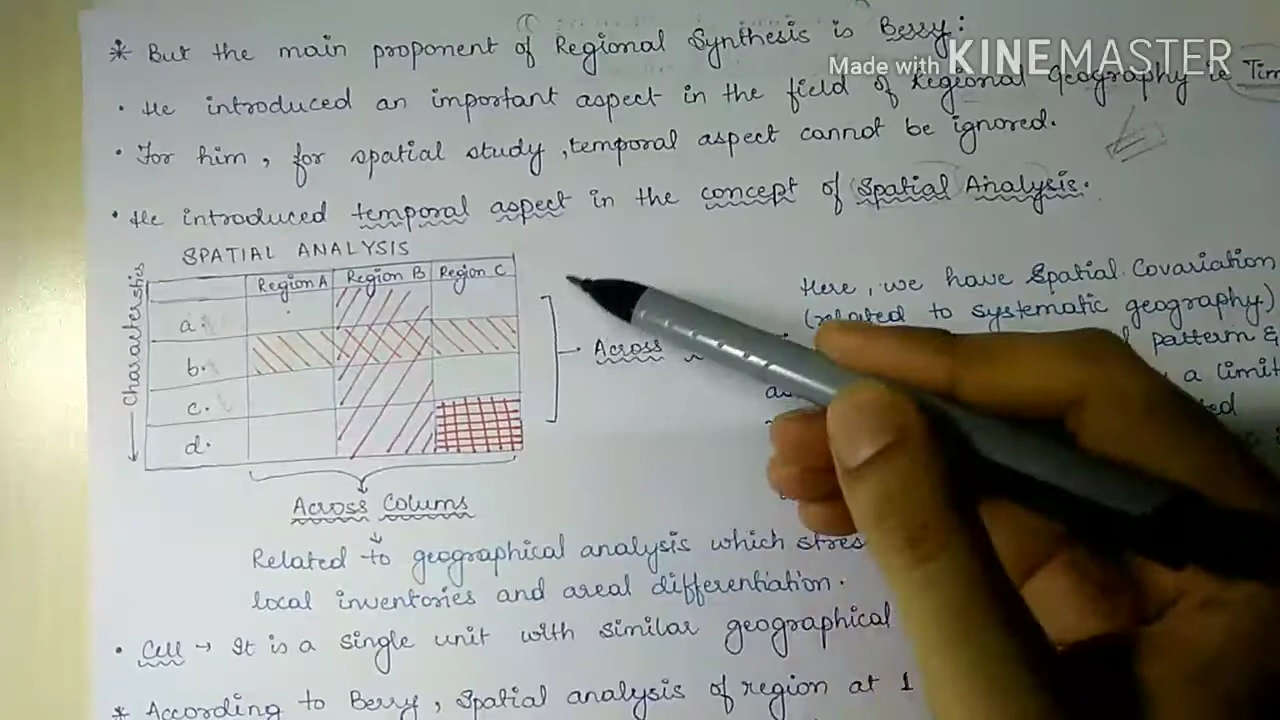 * But the main proponent of Regional Synthesis is Berry:
Made with KINEMASTER
• He introduced an important aspect in the field of Regional Geography ie Tim
• For him, for spatial study, temporal aspect cannot be ignored.
• He introduced temporal aspect in the concept of Spatial Analysis.
SPATIAL ANALYSIS
Characteristics
Region A Region B Region C
a.
b.
c.
d.
Across
Across Colums
Related to geographical analysis which stres
local inventories and areal differentiation.
Here, we have Spatial Covariation
(related to systematic geography)
pattern &
a limit
• Cell → It is a single unit with similar geographical
* According to Berry, Spatial analysis of region at 1